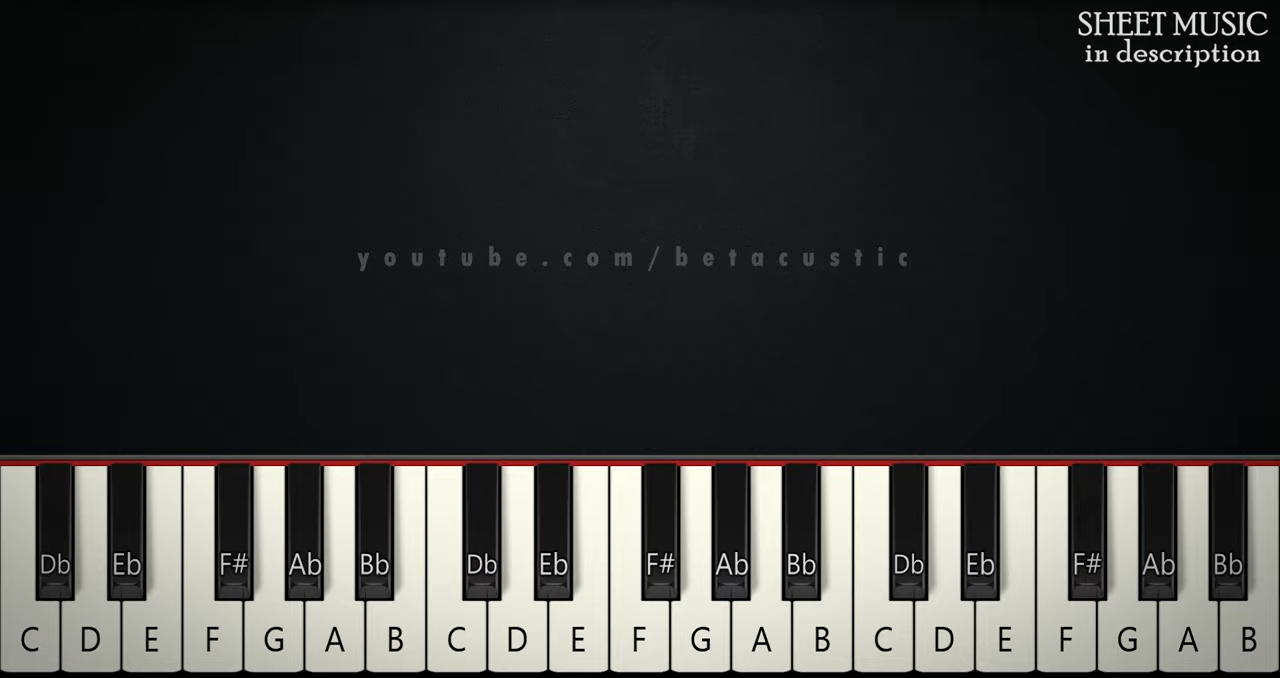 SHEET MUSIC
in description
youtube.com/betacustic
Db Eb F# Ab Bb Db Eb F# Ab Bb Db Eb F# Ab Bb
C D E F G A B C D E F G A B C D E F G A B